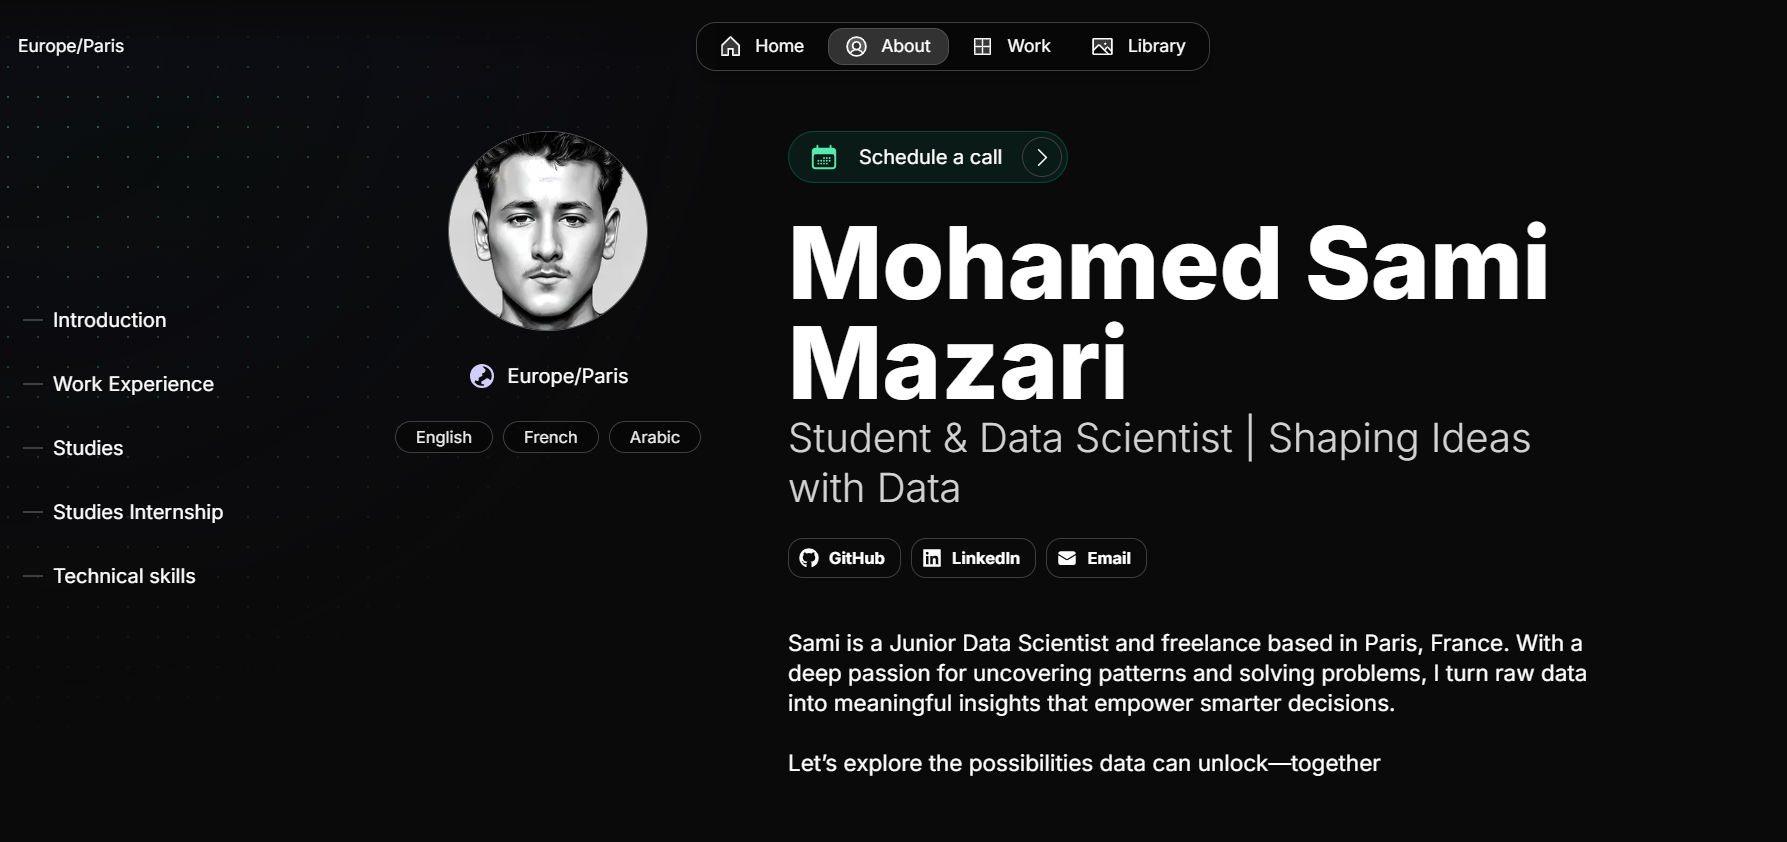 Europe/Paris
Home
About
Work
Library
Introduction
Work Experience
Studies
Studies Internship
Technical skills
Europe/Paris
English
French
Arabic
Schedule a call
Mohamed Sami
Mazari
Student & Data Scientist | Shaping Ideas
with Data
GitHub
LinkedIn
Email
Sami is a Junior Data Scientist and freelance based in Paris, France. With a
deep passion for uncovering patterns and solving problems, I turn raw data
into meaningful insights that empower smarter decisions.
Let’s explore the possibilities data can unlock—together